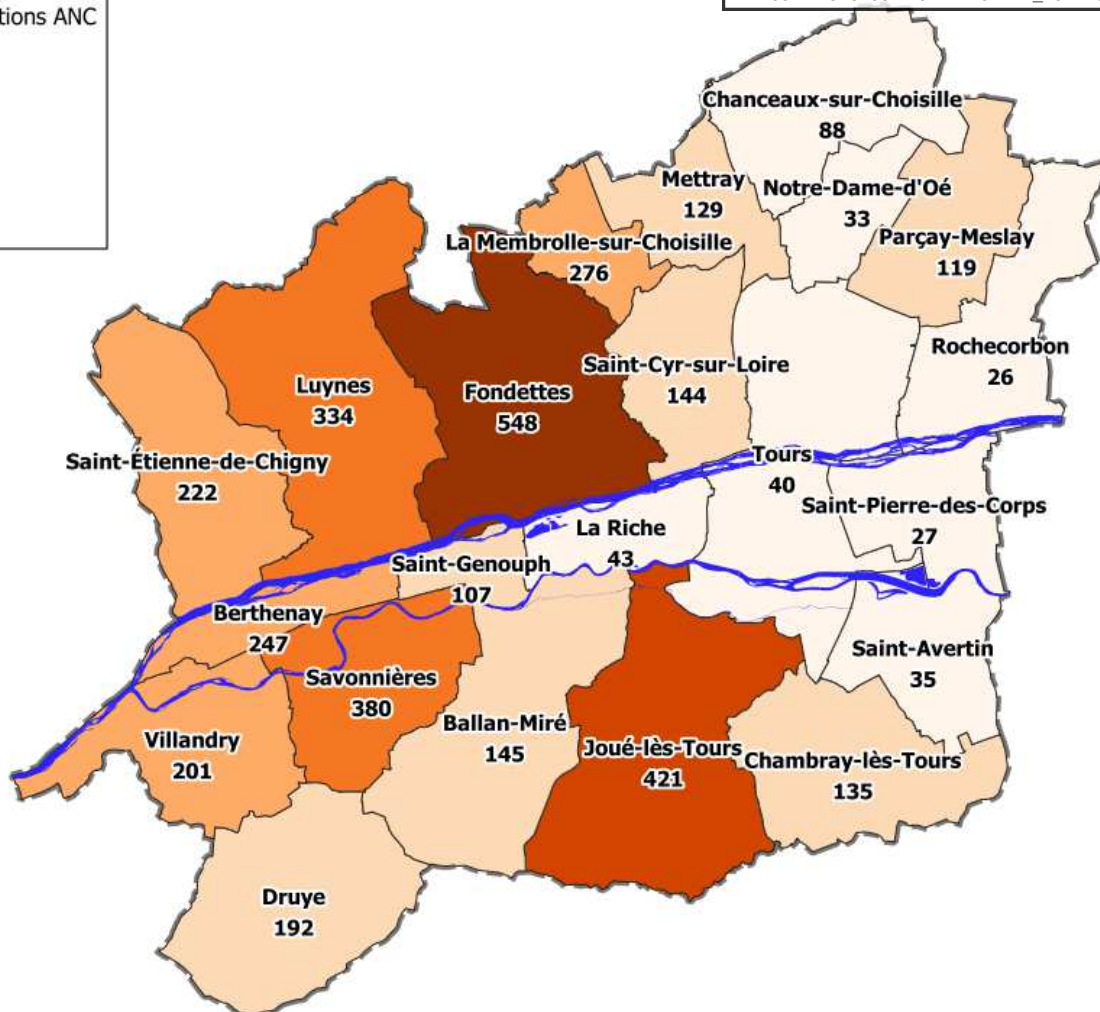 tions ANC
Chanceaux-sur-Choisille
88
Mettray
129
Notre-Dame-d'Oé
33
Parçay-Meslay
119
La Membrolle-sur-Choisille
276
Rochecorbon
26
Saint-Cyr-sur-Loire
144
Luynes
334
Fondettes
548
Saint-Étienne-de-Chigny
222
Tours
40
Saint-Pierre-des-Corps
27
La Riche
43
Saint-Genouph
107
Berthenay
247
Saint-Avertin
35
Savonnières
380
Ballan-Miré
145
Villandry
201
Joué-lès-Tours
421
Chambray-lès-Tours
135
Druye
192